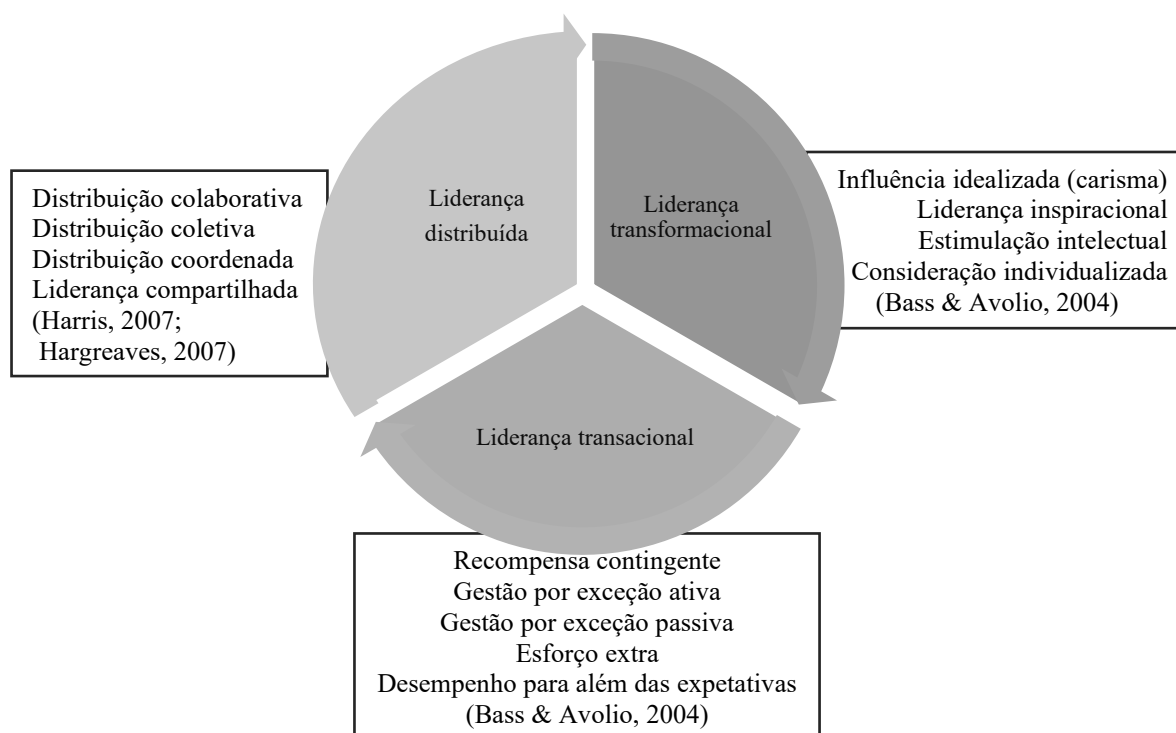 Liderança
distribuída
Liderança
transformacional
Liderança transacional
Distribuição colaborativa
Distribuição coletiva
Distribuição coordenada
Liderança compartilhada
(Harris, 2007;
Hargreaves, 2007)
Influência idealizada (carisma)
Liderança inspiracional
Estimulação intelectual
Consideração individualizada
(Bass & Avolio, 2004)
Recompensa contingente
Gestão por exceção ativa
Gestão por exceção passiva
Esforço extra
Desempenho para além das expetativas
(Bass & Avolio, 2004)